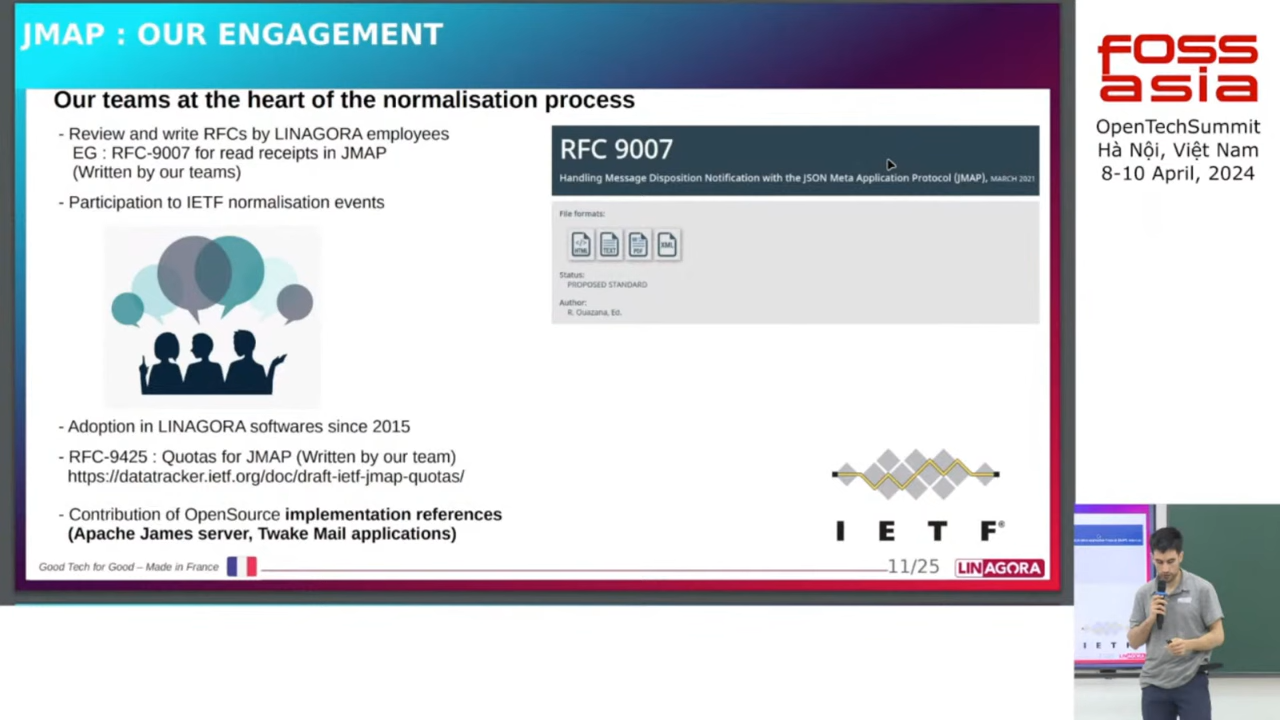 JMAP : OUR ENGAGEMENT
Our teams at the heart of the normalisation process
- Review and write RFCs by LINAGORA employees
EG : RFC-9007 for read receipts in JMAP
(Written by our teams)
- Participation to IETF normalisation events
- Adoption in LINAGORA softwares since 2015
- RFC-9425 : Quotas for JMAP (Written by our team)
https://datatracker.ietf.org/doc/draft-ietf-jmap-quotas/
- Contribution of OpenSource implementation references
(Apache James server, Twake Mail applications)
RFC 9007
Handling Message Disposition Notification with the JSON Meta Application Protocol (JMAP), MARCH 2021
File formats:
HTML TEXT PDF XML
Status:
PROPOSED STANDARD
Author:
R. Ouazana, Ed.
I E T F®
Good Tech for Good – Made in France
11/25
LINAGORA
FOSS
asia
OpenTechSummit
Hà Nội, Việt Nam
8-10 April, 2024
I E T F
LINAGORA